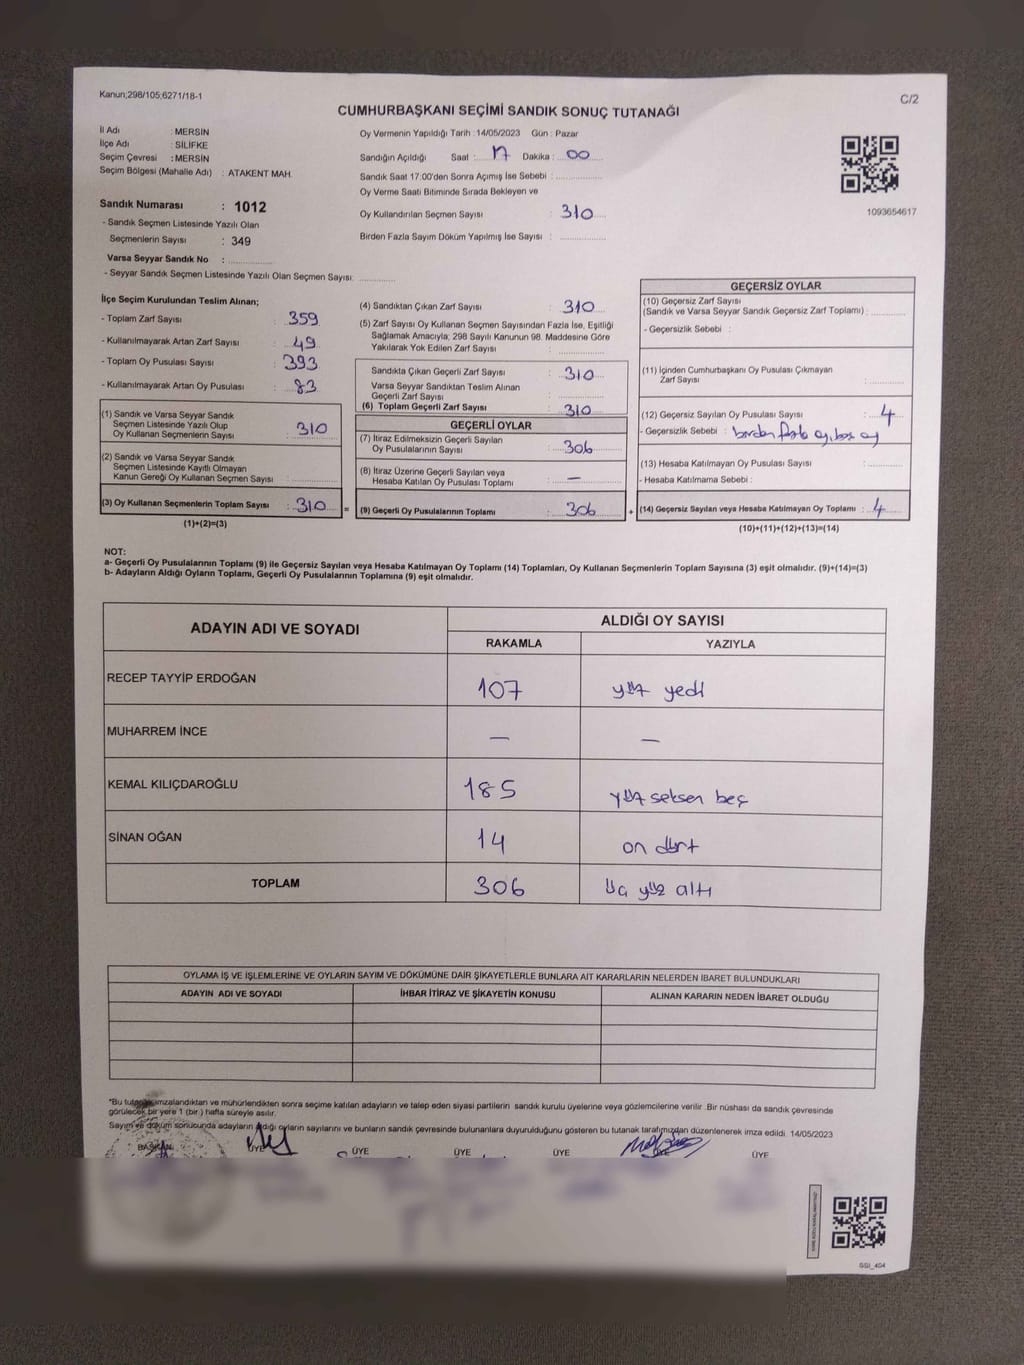 Kanun;298/105;6271/18-1
C/2
CUMHURBAŞKANI SEÇİMİ SANDIK SONUÇ TUTANAĞI
İl Adı : MERSİN
İlçe Adı : SİLİFKE
Seçim Çevresi : MERSİN
Seçim Bölgesi (Mahalle Adı) : ATAKENT MAH.
Sandık Numarası : 1012
- Sandık Seçmen Listesinde Yazılı Olan
Seçmenlerin Sayısı : 349
Varsa Seyyar Sandık No :
- Seyyar Sandık Seçmen Listesinde Yazılı Olan Seçmen Sayısı:
Oy Vermenin Yapıldığı Tarih : 14/05/2023 Gün : Pazar
Sandığın Açıldığı Saat : 17 Dakika : 00
Sandık Saat 17:00'den Sonra Açımış İse Sebebi :
Oy Verme Saati Bitiminde Sırada Bekleyen ve
Oy Kullandırılan Seçmen Sayısı : 310
Birden Fazla Sayım Döküm Yapılmış İse Sayısı :
1093654617
İlçe Seçim Kurulundan Teslim Alınan;
- Toplam Zarf Sayısı : 359
- Kullanılmayarak Artan Zarf Sayısı : 49
- Toplam Oy Pusulası Sayısı : 393
- Kullanılmayarak Artan Oy Pusulası : 83
(1) Sandık ve Varsa Seyyar Sandık
Seçmen Listesinde Yazılı Olup
Oy Kullanan Seçmenlerin Sayısı : 310
(2) Sandık ve Varsa Seyyar Sandık
Seçmen Listesinde Kayıtlı Olmayan
Kanun Gereği Oy Kullanan Seçmen Sayısı :
(3) Oy Kullanan Seçmenlerin Toplam Sayısı : 310 =
(1)+(2)=(3)
(4) Sandıktan Çıkan Zarf Sayısı : 310
(5) Zarf Sayısı Oy Kullanan Seçmen Sayısından Fazla İse, Eşitliği
Sağlamak Amacıyla, 298 Sayılı Kanunun 98. Maddesine Göre
Yakılarak Yok Edilen Zarf Sayısı :
Sandıkta Çıkan Geçerli Zarf Sayısı : 310
Varsa Seyyar Sandıktan Teslim Alınan
Geçerli Zarf Sayısı :
(6) Toplam Geçerli Zarf Sayısı : 310
GEÇERLİ OYLAR
(7) İtiraz Edilmeksizin Geçerli Sayılan
Oy Pusulalarının Sayısı : 306
(8) İtiraz Üzerine Geçerli Sayılan veya
Hesaba Katılan Oy Pusulası Toplamı : —
(9) Geçerli Oy Pusulalarının Toplamı : 306 +
GEÇERSİZ OYLAR
(10) Geçersiz Zarf Sayısı
(Sandık ve Varsa Seyyar Sandık Geçersiz Zarf Toplamı) :
- Geçersizlik Sebebi :
(11) İçinden Cumhurbaşkanı Oy Pusulası Çıkmayan
Zarf Sayısı :
(12) Geçersiz Sayılan Oy Pusulası Sayısı : 4
- Geçersizlik Sebebi : birden fazla
(13) Hesaba Katılmayan Oy Pusulası Sayısı :
- Hesaba Katılmama Sebebi :
(14) Geçersiz Sayılan veya Hesaba Katılmayan Oy Toplamı : 4
(10)+(11)+(12)+(13)=(14)
NOT:
a- Geçerli Oy Pusulalarının Toplamı (9) ile Geçersiz Sayılan veya Hesaba Katılmayan Oy Toplamı (14) Toplamları, Oy Kullanan Seçmenlerin Toplam Sayısına (3) eşit olmalıdır. (9)+(14)=(3)
b- Adayların Aldığı Oyların Toplamı, Geçerli Oy Pusulalarının Toplamına (9) eşit olmalıdır.
ADAYIN ADI VE SOYADI ALDIĞI OY SAYISI
RAKAMLA YAZIYLA
RECEP TAYYİP ERDOĞAN 107 yüz yedi
MUHARREM İNCE — —
KEMAL KILIÇDAROĞLU 185 yüz seksen beş
SİNAN OĞAN 14 on dört
TOPLAM 306 üç yüz altı
OYLAMA İŞ VE İŞLEMLERİNE VE OYLARIN SAYIM VE DÖKÜMÜNE DAİR ŞİKAYETLERLE BUNLARA AİT KARARLARIN NELERDEN İBARET BULUNDUKLARI
ADAYIN ADI VE SOYADI İHBAR İTİRAZ VE ŞİKAYETİN KONUSU ALINAN KARARIN NEDEN İBARET OLDUĞU
*Bu tutanak imzalandıktan ve mühürlendikten sonra seçime katılan adayların ve talep eden siyasi partilerin sandık kurulu üyelerine veya gözlemcilerine verilir .Bir nüshası da sandık çevresinde
görülecek bir yere 1 (bir ) hafta süreyle asılır.
Sayım ve döküm sonucunda adayların aldığı oyların sayılarını ve bunların sandık çevresinde bulunanlara duyurulduğunu gösteren bu tutanak tarafımızdan düzenlenerek imza edildi. 14/05/2023
BAŞKAN ÜYE ÜYE ÜYE ÜYE ÜYE ÜYE
SSI_404